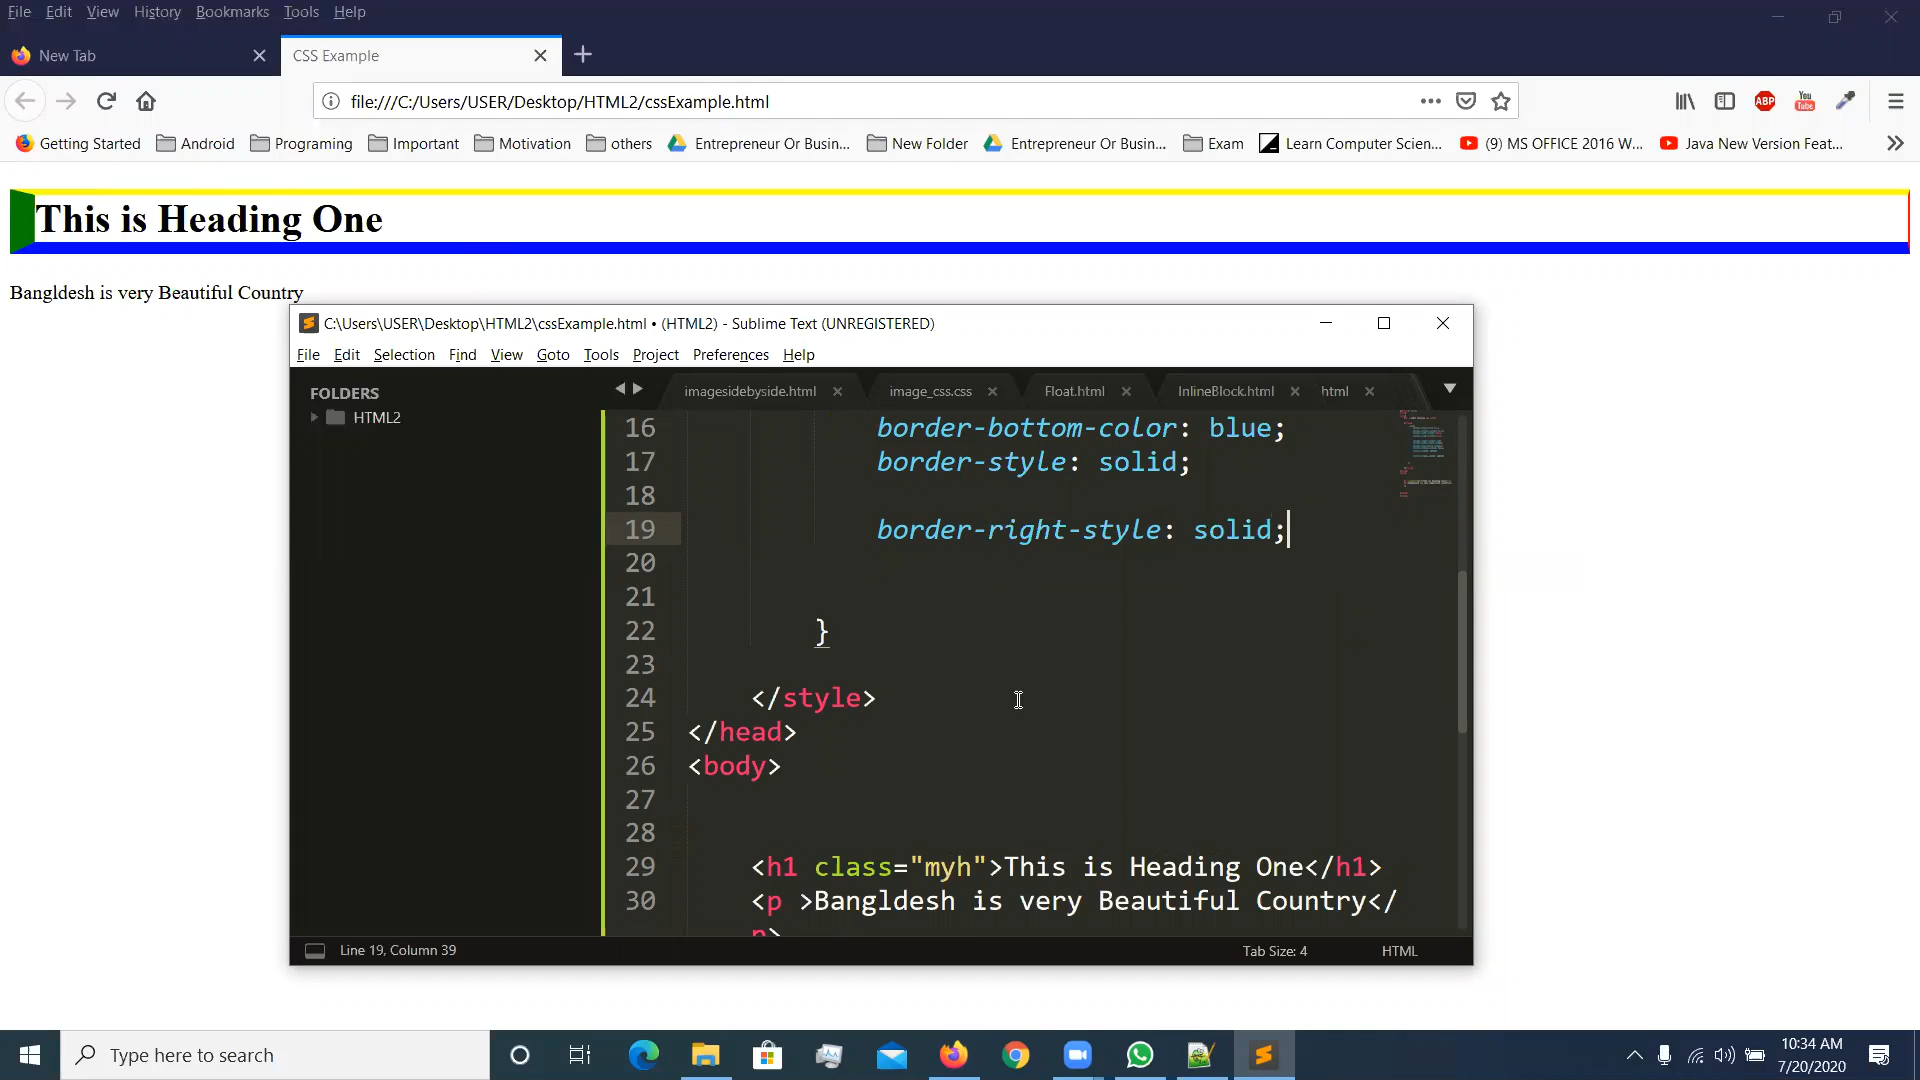 File Edit View History Bookmarks Tools Help
New Tab
CSS Example
file:///C:/Users/USER/Desktop/HTML2/cssExample.html
ABP
You Tube
Getting Started Android Programing Important Motivation others Entrepreneur Or Busin... New Folder Entrepreneur Or Busin... Exam Learn Computer Scien... (9) MS OFFICE 2016 W... Java New Version Feat...
This is Heading One
Bangldesh is very Beautiful Country
C:\Users\USER\Desktop\HTML2\cssExample.html • (HTML2) - Sublime Text (UNREGISTERED)
File Edit Selection Find View Goto Tools Project Preferences Help
FOLDERS
HTML2
imagesidebyside.html image_css.css Float.html InlineBlock.html html
16 border-bottom-color: blue;
17 border-style: solid;
18
19 border-right-style: solid;
20
21
22 }
23
24 </style>
25 </head>
26 <body>
27
28
29 <h1 class="myh">This is Heading One</h1>
30 <p >Bangldesh is very Beautiful Country</
p>
Line 19, Column 39
Tab Size: 4
HTML
Type here to search
10:34 AM
7/20/2020